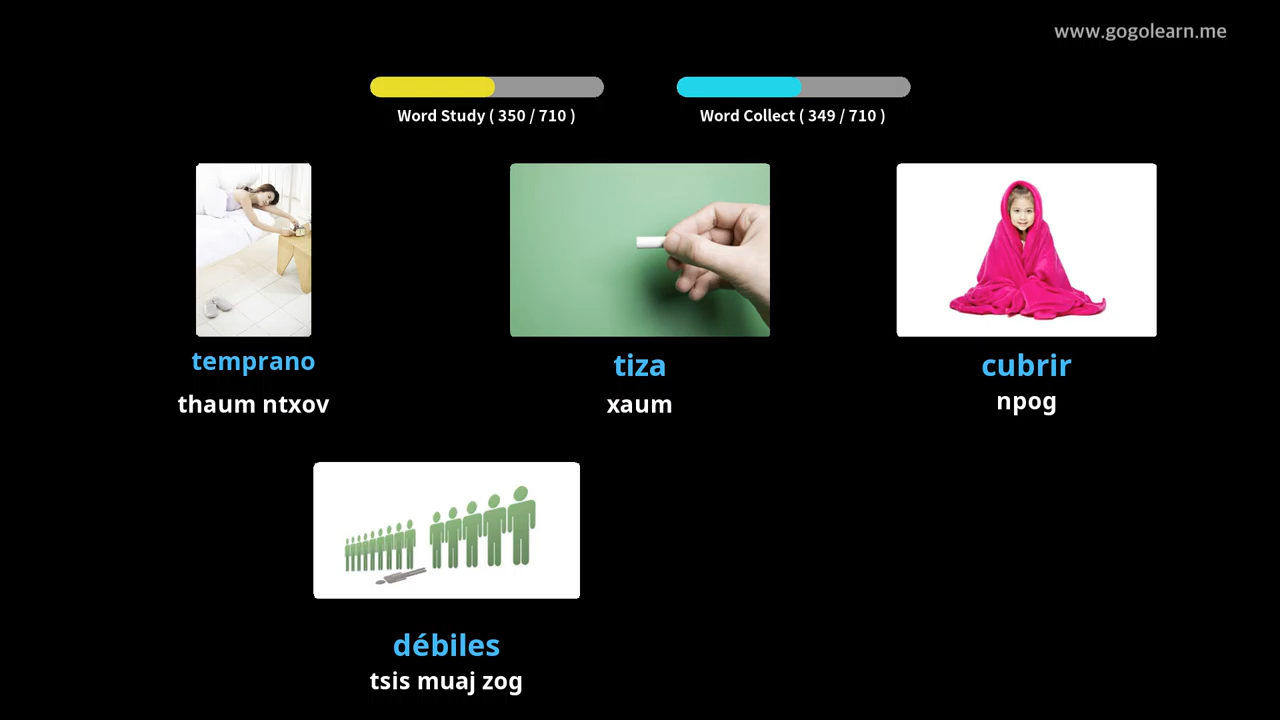 www.gogolearn.me
Word Study ( 350 / 710 )
Word Collect ( 349 / 710 )
temprano
thaum ntxov
tiza
xaum
cubrir
npog
débiles
tsis muaj zog